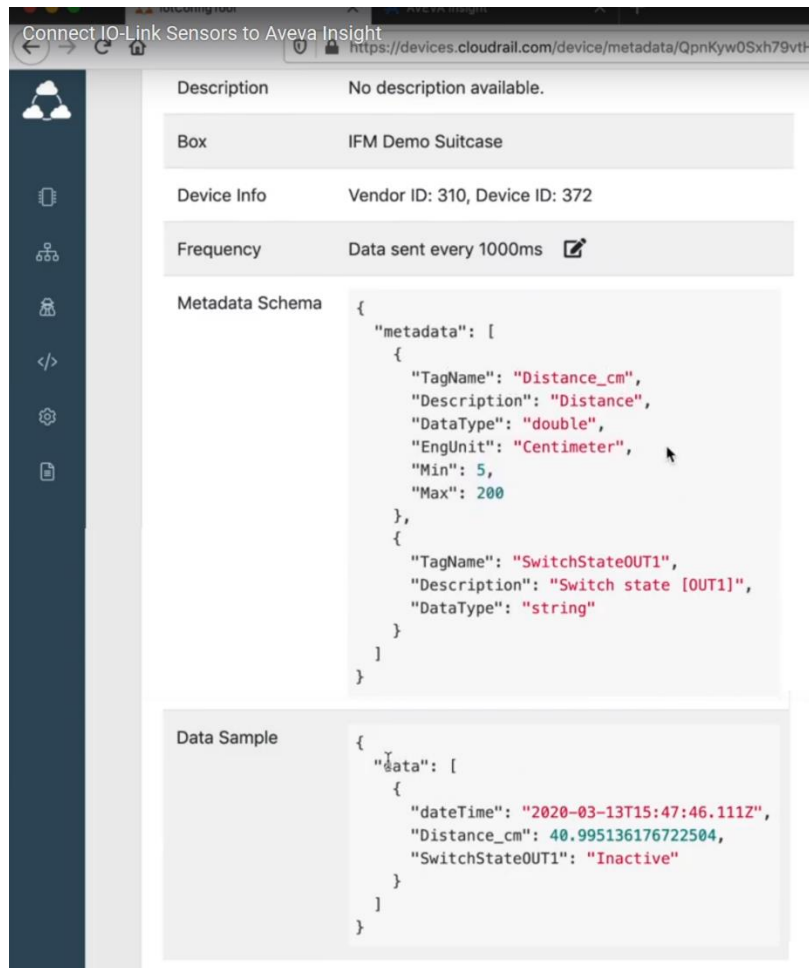 IotConfigTool
AVEVA Insight
Connect IO-Link Sensors to Aveva Insight
https://devices.cloudrail.com/device/metadata/QpnKyw0Sxh79vtH
Description No description available.
Box IFM Demo Suitcase
Device Info Vendor ID: 310, Device ID: 372
Frequency Data sent every 1000ms
Metadata Schema {
"metadata": [
{
"TagName": "Distance_cm",
"Description": "Distance",
"DataType": "double",
"EngUnit": "Centimeter",
"Min": 5,
"Max": 200
},
{
"TagName": "SwitchStateOUT1",
"Description": "Switch state [OUT1]",
"DataType": "string"
}
]
}
Data Sample {
"data": [
{
"dateTime": "2020-03-13T15:47:46.111Z",
"Distance_cm": 40.995136176722504,
"SwitchStateOUT1": "Inactive"
}
]
}